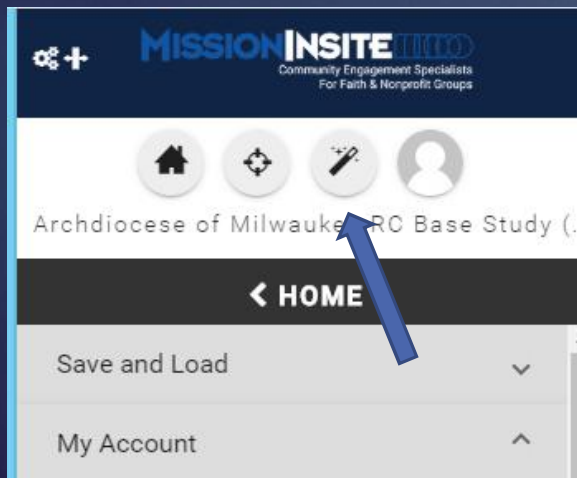 MISSIONINSITE
Community Engagement Specialists
For Faith & Nonprofit Groups
Archdiocese of Milwaukee RC Base Study (.
< HOME
Save and Load
My Account